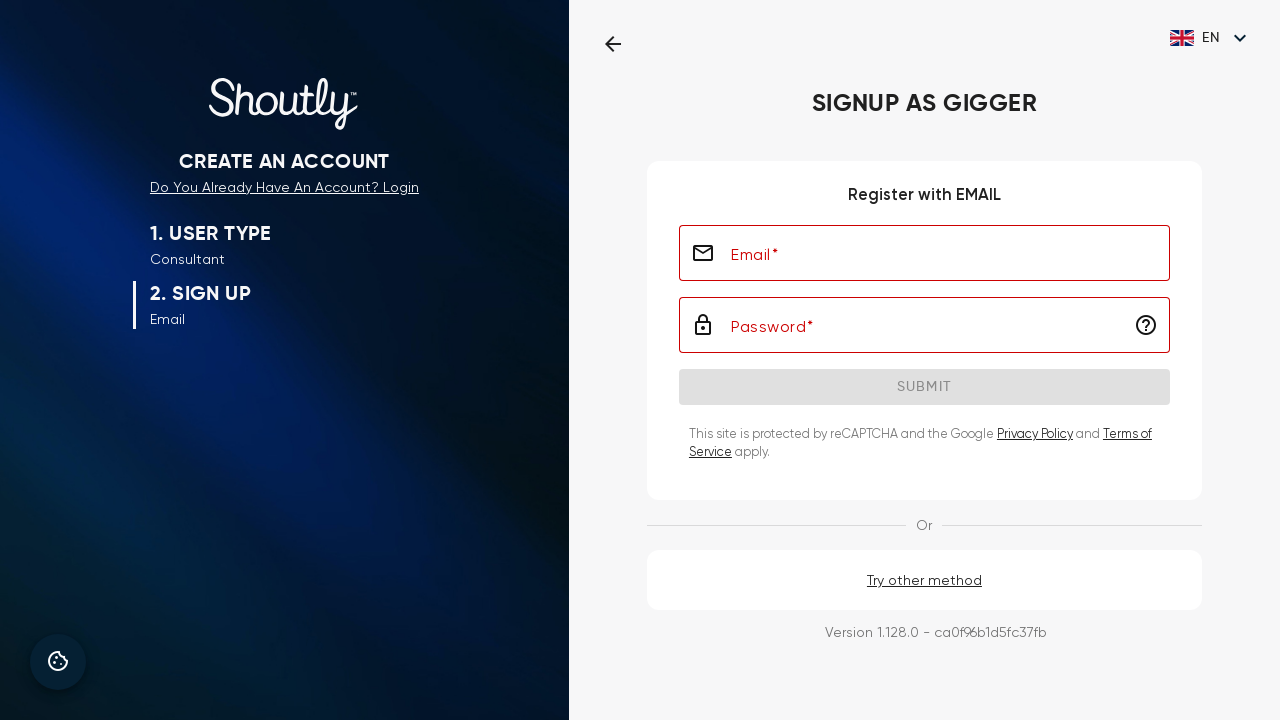 Shoutly™
CREATE AN ACCOUNT
Do You Already Have An Account? Login
1. USER TYPE
Consultant
2. SIGN UP
Email
EN
SIGNUP AS GIGGER
Register with EMAIL
Email*
Password*
SUBMIT
This site is protected by reCAPTCHA and the Google Privacy Policy and Terms of
Service apply.
Or
Try other method
Version 1.128.0 - ca0f96b1d5fc37fb